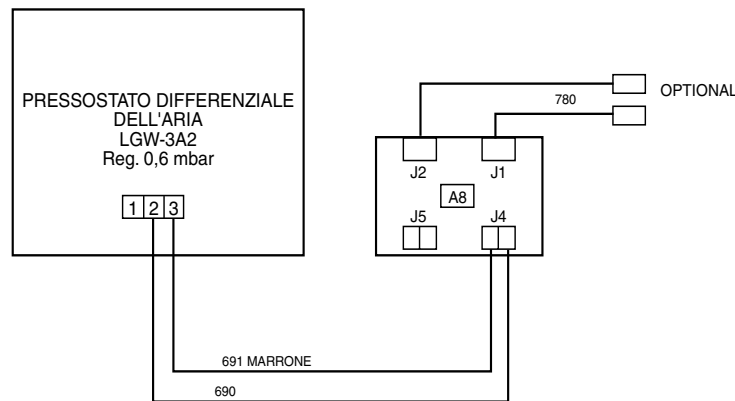 PRESSOSTATO DIFFERENZIALE
DELL'ARIA
LGW-3A2
Reg. 0,6 mbar
1 2 3
OPTIONAL
780
J2 J1
A8
J5 J4
691 MARRONE
690